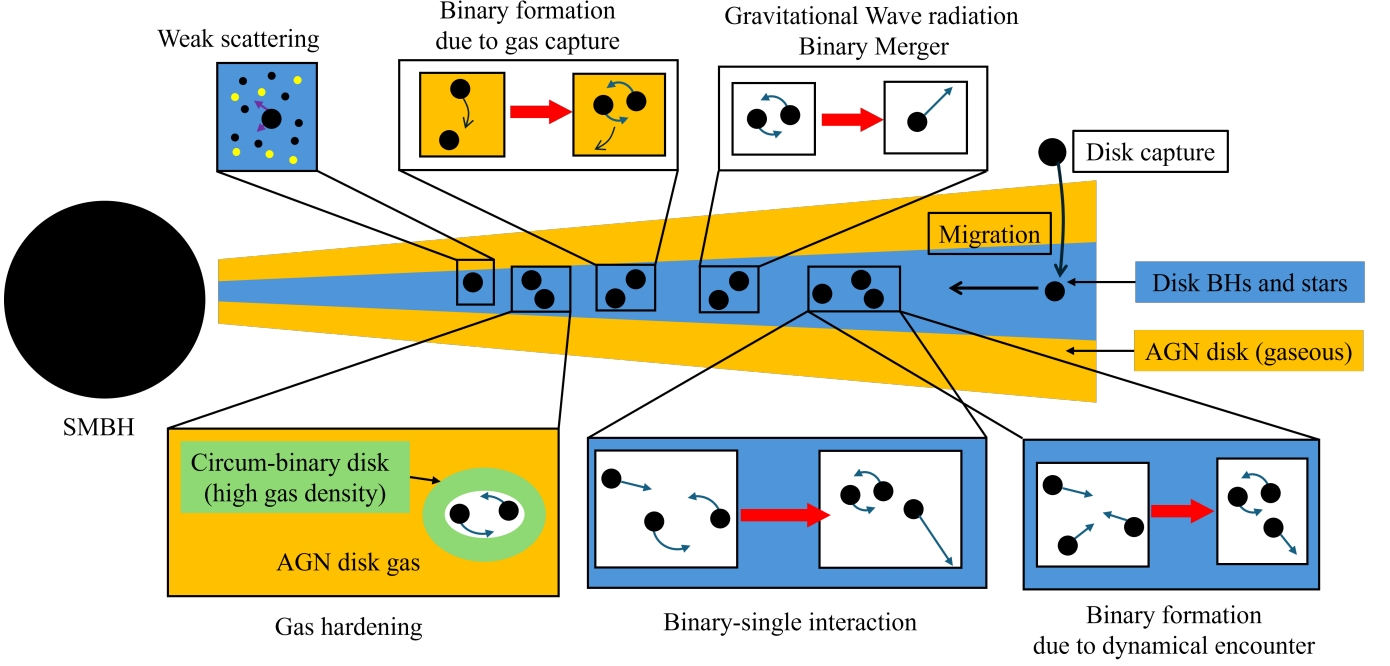 Weak scattering
Binary formation
due to gas capture
Gravitational Wave radiation
Binary Merger
Disk capture
Migration
Disk BHs and stars
AGN disk (gaseous)
SMBH
Circum-binary disk
(high gas density)
AGN disk gas
Gas hardening
Binary-single interaction
Binary formation
due to dynamical encounter